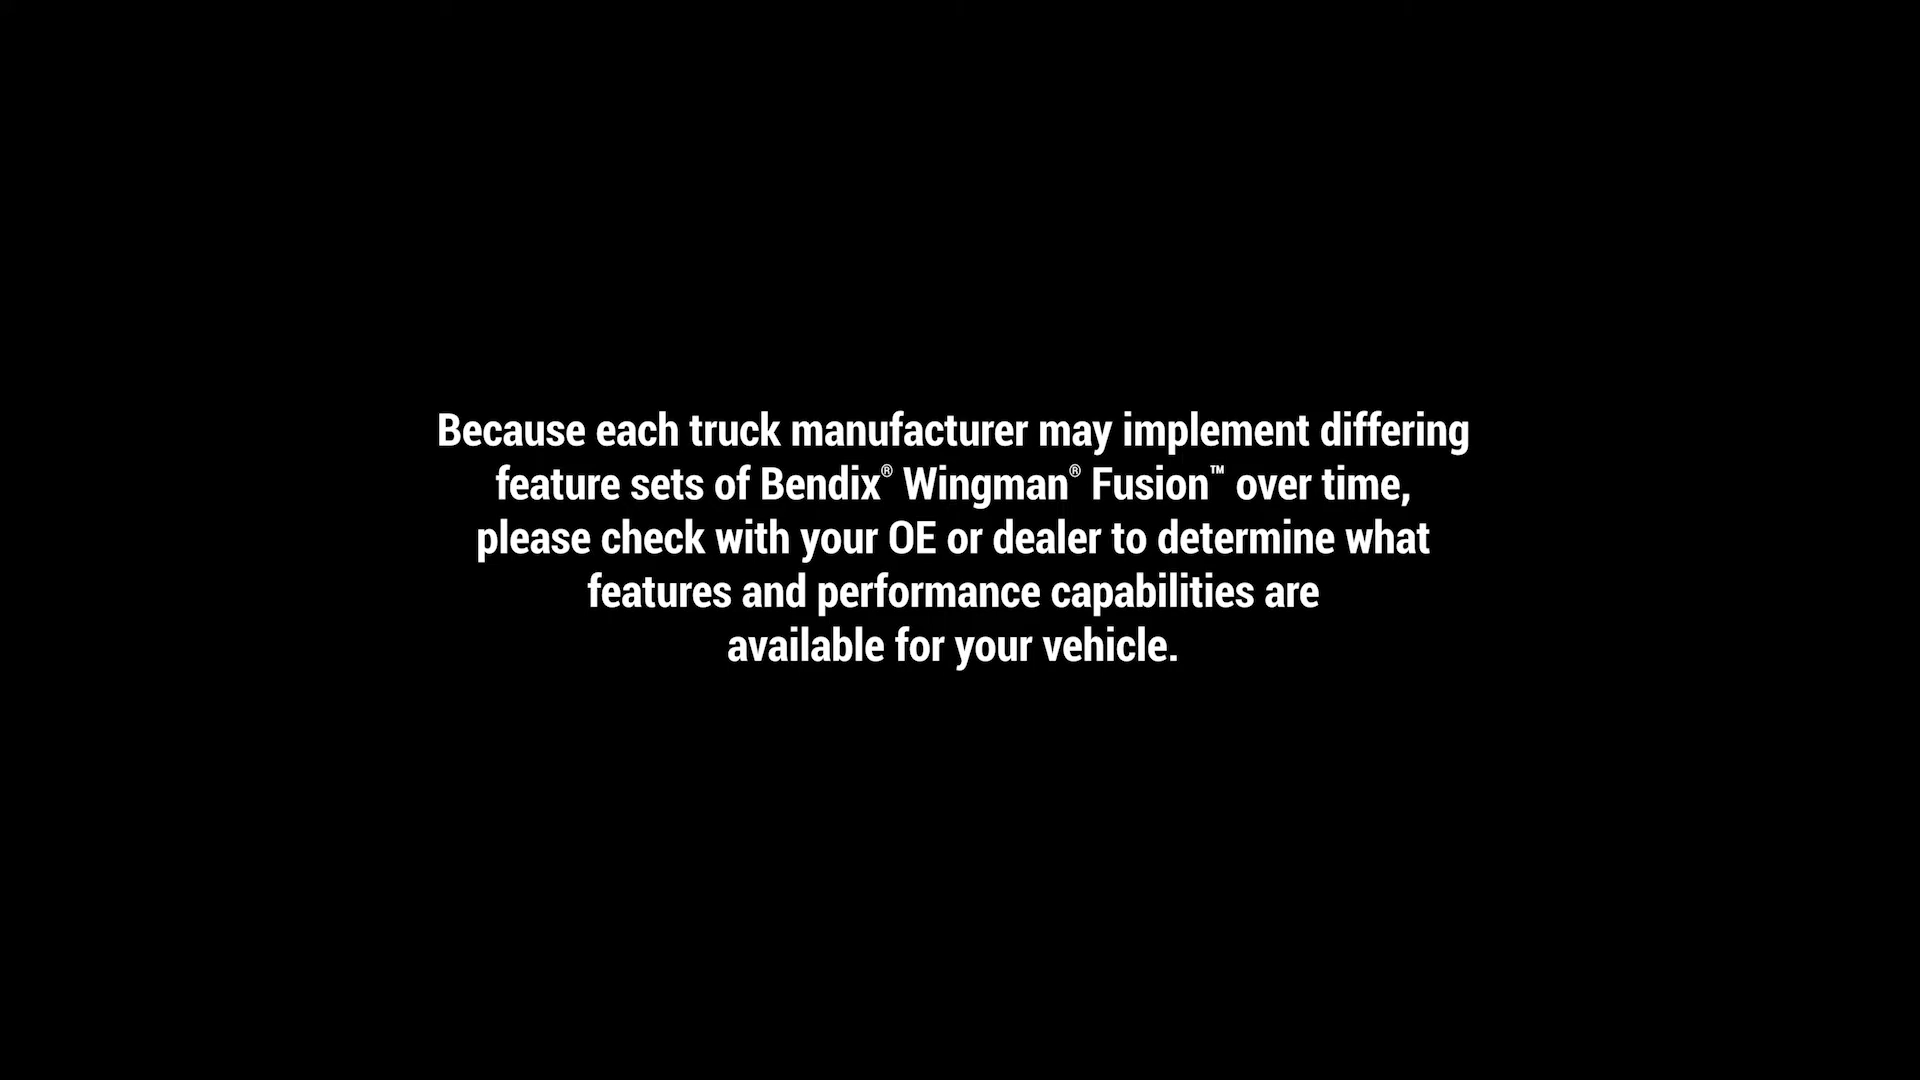 Because each truck manufacturer may implement differing
feature sets of Bendix® Wingman® Fusion™ over time,
please check with your OE or dealer to determine what
features and performance capabilities are
available for your vehicle.